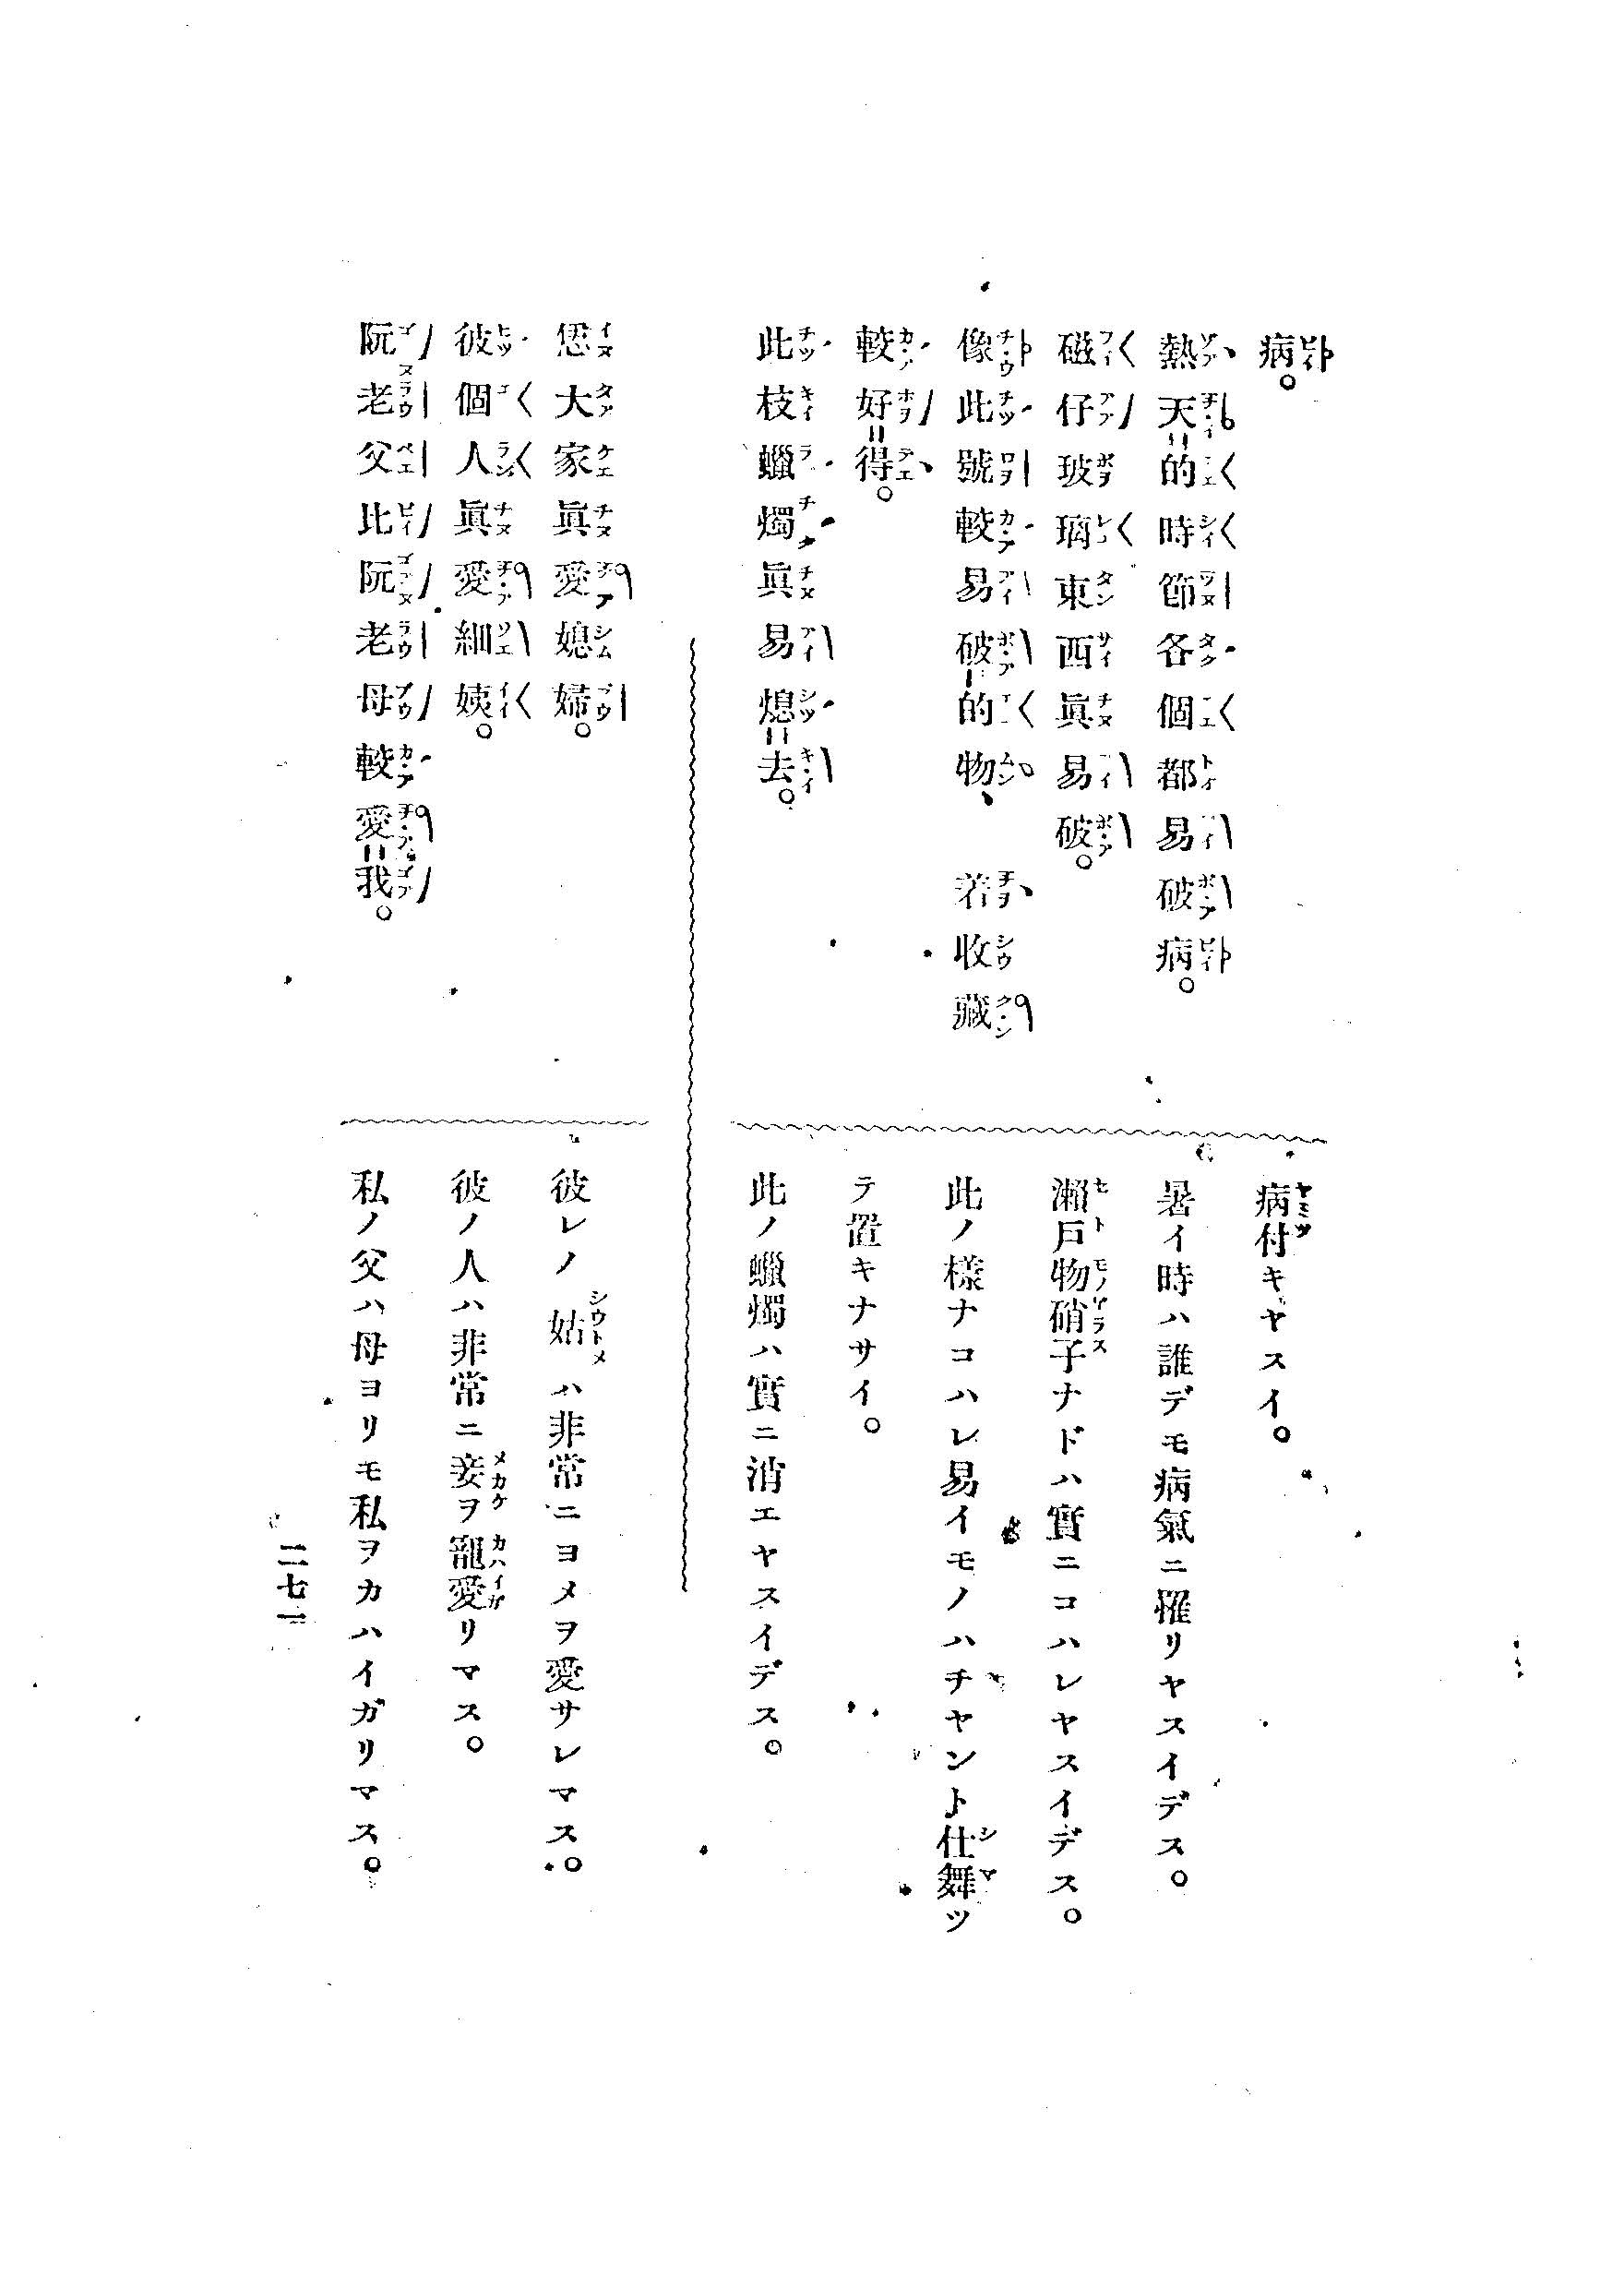 病。
熱天＝的時節各個都易破病。
磁仔玻璃東西眞易破。
像此號較易破＝的物、着收藏
較好＝得。
此枝蠟燭眞易熄＝去。
恁大家眞愛媳婦。
彼個人眞愛細姨。
阮老父比阮老母較愛＝我。
病付キヤスイ。
暑イ時ハ誰デモ病氣ニ罹リヤスイデス。
瀬戸物硝子ナドハ實ニコハレヤスイデス。
此ノ樣ナコハレ易イモノハチヤント仕舞ツ
テ置キナサイ。
此ノ蠟燭ハ實ニ消エヤスイデス。
彼レノ姑ハ非常ニヨメヲ愛サレマス。
彼ノ人ハ非常ニ妾ヲ寵愛リマス。
私ノ父ハ母ヨリモ私ヲカハイガリマス。
二七一